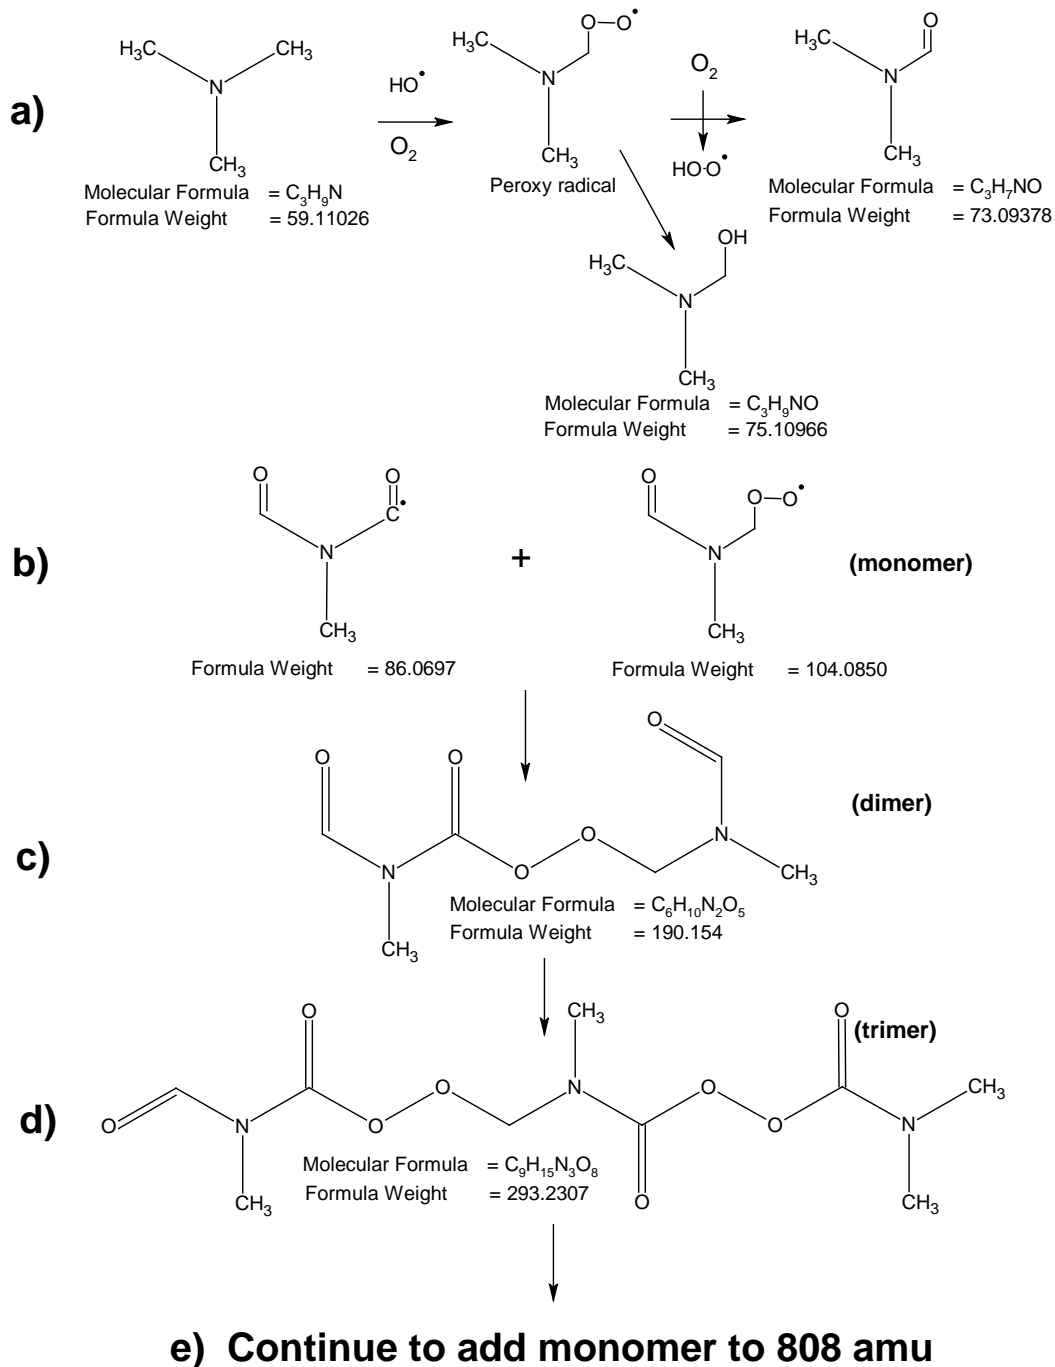 a)
H₃C
CH₃
N
CH₃
Molecular Formula = C₃H₉N
Formula Weight = 59.11026
HO•
O₂
O O•
H₃C
N
CH₃
Peroxy radical
O₂
HO·O•
O
H₃C
N
CH₃
Molecular Formula = C₃H₇NO
Formula Weight = 73.09378
OH
H₃C
N
CH₃
Molecular Formula = C₃H₉NO
Formula Weight = 75.10966
b)
O O
C•
N
CH₃
Formula Weight = 86.0697
+
O
O O•
N
CH₃
Formula Weight = 104.0850
(monomer)
c)
O O O
O
N N
O CH₃
CH₃
(dimer)
Molecular Formula = C₆H₁₀N₂O₅
Formula Weight = 190.154
d)
O CH₃ O
(trimer)
O N O CH₃
O N O O N
CH₃ O CH₃
Molecular Formula = C₉H₁₅N₃O₈
Formula Weight = 293.2307
e) Continue to add monomer to 808 amu